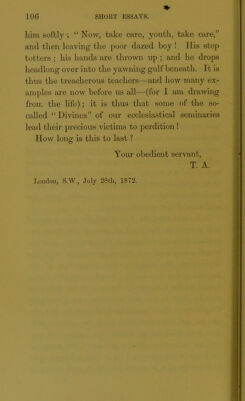 106 SHORT ESSAYS.
him softly; “Now, take care, youth, take care,”
and then leaving the poor dazed boy! His step
totters; his hands are thrown up; and he drops
headlong over into the yawning gulf beneath. It is
thus the treacherous teachers—and how many ex-
amples are now before us all—(for I am drawing
from the life); it is thus that some of the so-
called “Divines” of our ecclesiastical seminaries
lead their precious victims to perdition!
How long is this to last?
Your obedient servant,
T. A.
London, S.W., July 28th, 1872.